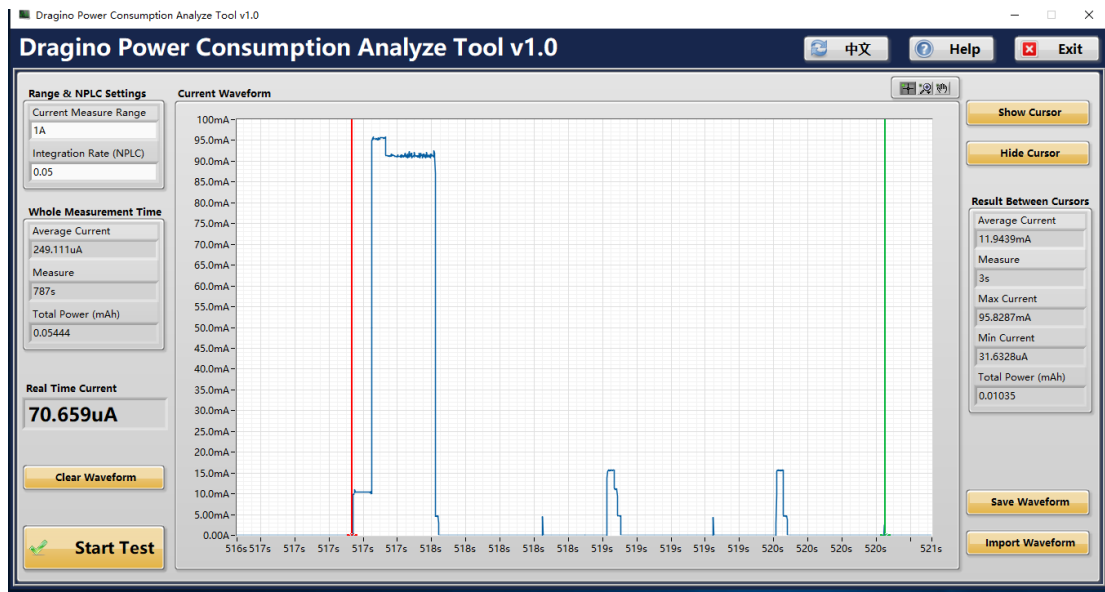 Dragino Power Consumption Analyze Tool v1.0
Dragino Power Consumption Analyze Tool v1.0
中文
Help
Exit
Range & NPLC Settings
Current Measure Range
1A
Integration Rate (NPLC)
0.05
Whole Measurement Time
Average Current
249.111uA
Measure
787s
Total Power (mAh)
0.05444
Real Time Current
70.659uA
Clear Waveform
Start Test
Current Waveform
100mA
95.0mA
90.0mA
85.0mA
80.0mA
75.0mA
70.0mA
65.0mA
60.0mA
55.0mA
50.0mA
45.0mA
40.0mA
35.0mA
30.0mA
25.0mA
20.0mA
15.0mA
10.0mA
5.00mA
0.00A
516s 517s 517s 517s 517s 517s 518s 518s 518s 518s 518s 519s 519s 519s 519s 519s 520s 520s 520s 520s 521s
Show Cursor
Hide Cursor
Result Between Cursors
Average Current
11.9439mA
Measure
3s
Max Current
95.8287mA
Min Current
31.6328uA
Total Power (mAh)
0.01035
Save Waveform
Import Waveform